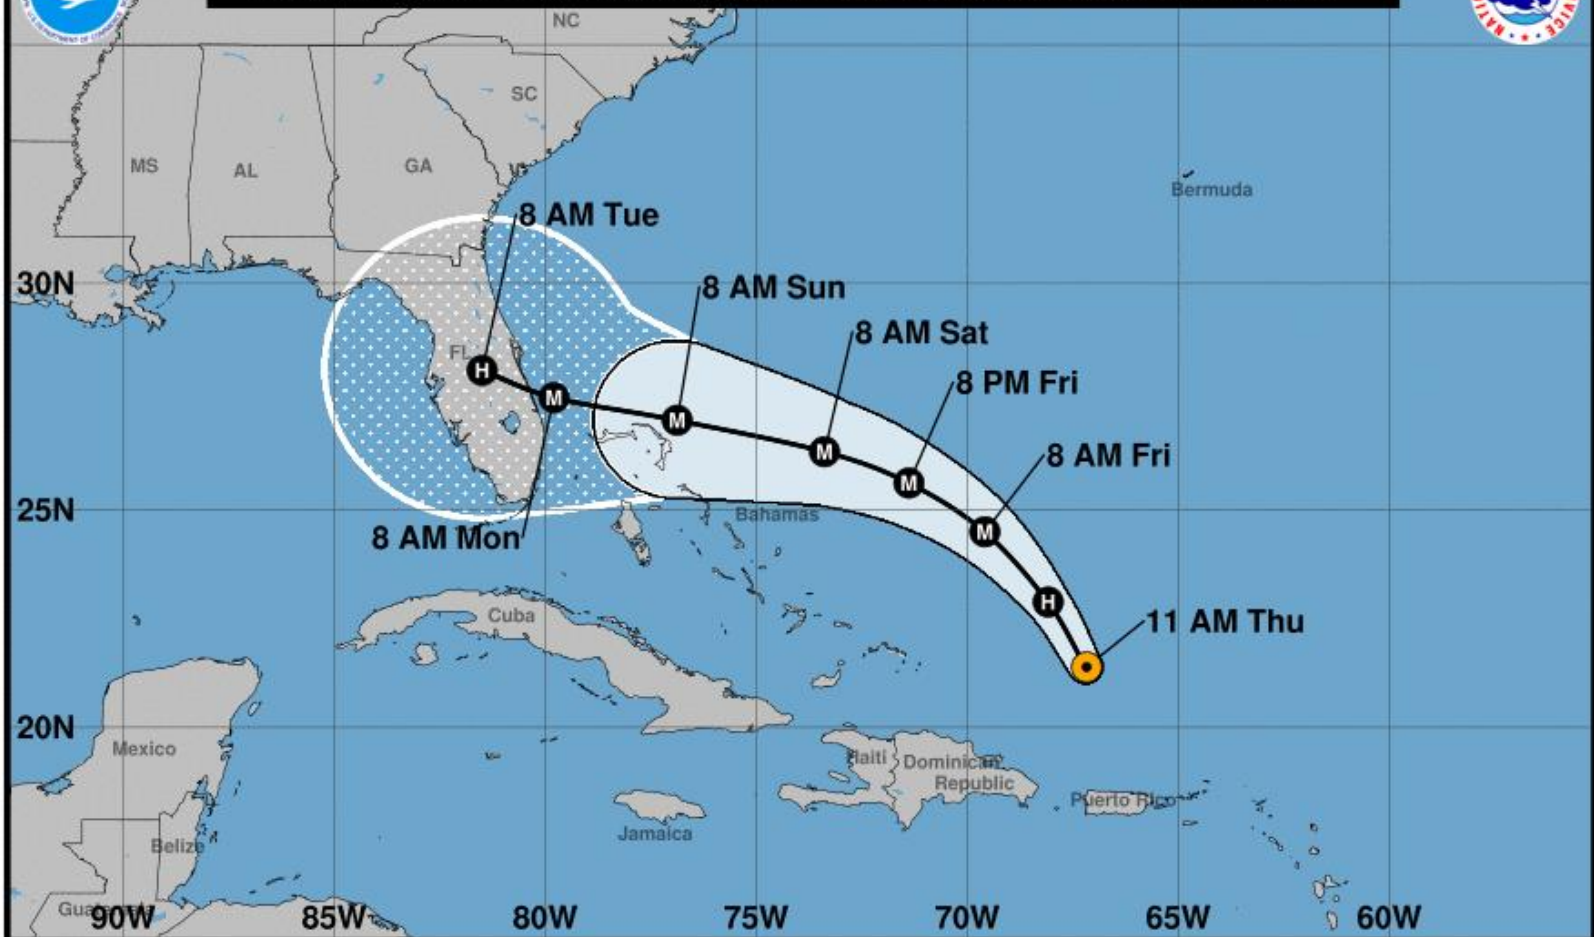 NC
SC
MS
AL
GA
Bermuda
8 AM Tue
30N
8 AM Sun
8 AM Sat
FL
H
8 PM Fri
M
M
8 AM Fri
M
M
25N
Bahamas
M
8 AM Mon
H
Cuba
11 AM Thu
20N
Mexico
Haiti
Dominican
Republic
Puerto Rico
Jamaica
Belize
90W
85W
80W
75W
70W
65W
60W